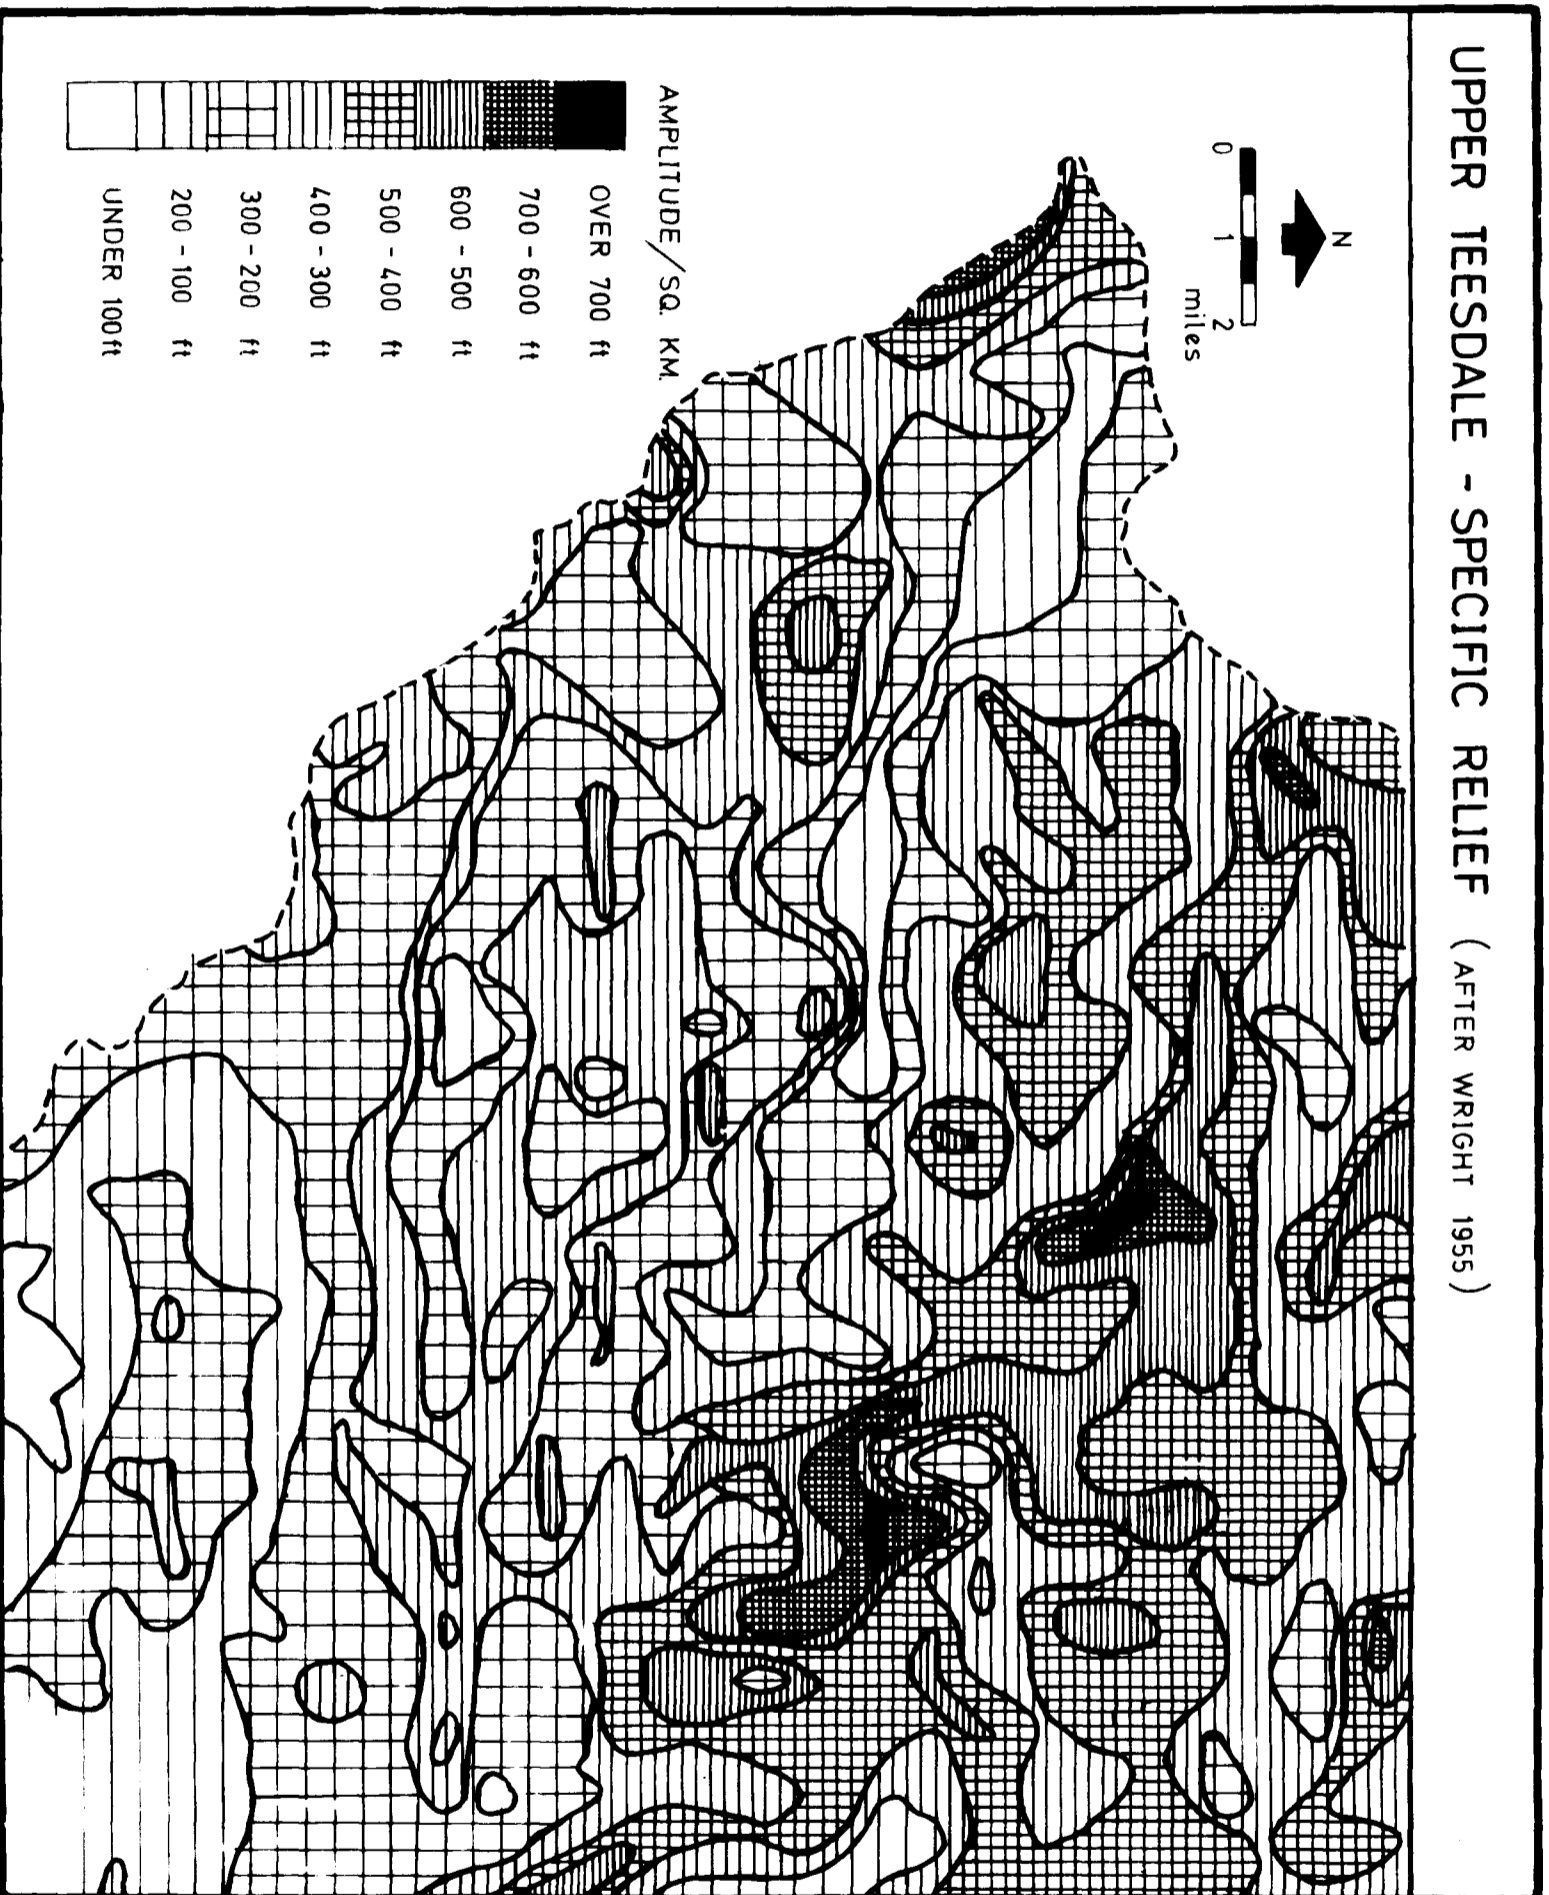 UPPER TEESDALE - SPECIFIC RELIEF (AFTER WRIGHT 1955)
N
0 1 2
miles
AMPLITUDE/SQ. KM.
OVER 700 ft
700-600 ft
600-500 ft
500-400 ft
400-300 ft
300-200 ft
200-100 ft
UNDER 100ft